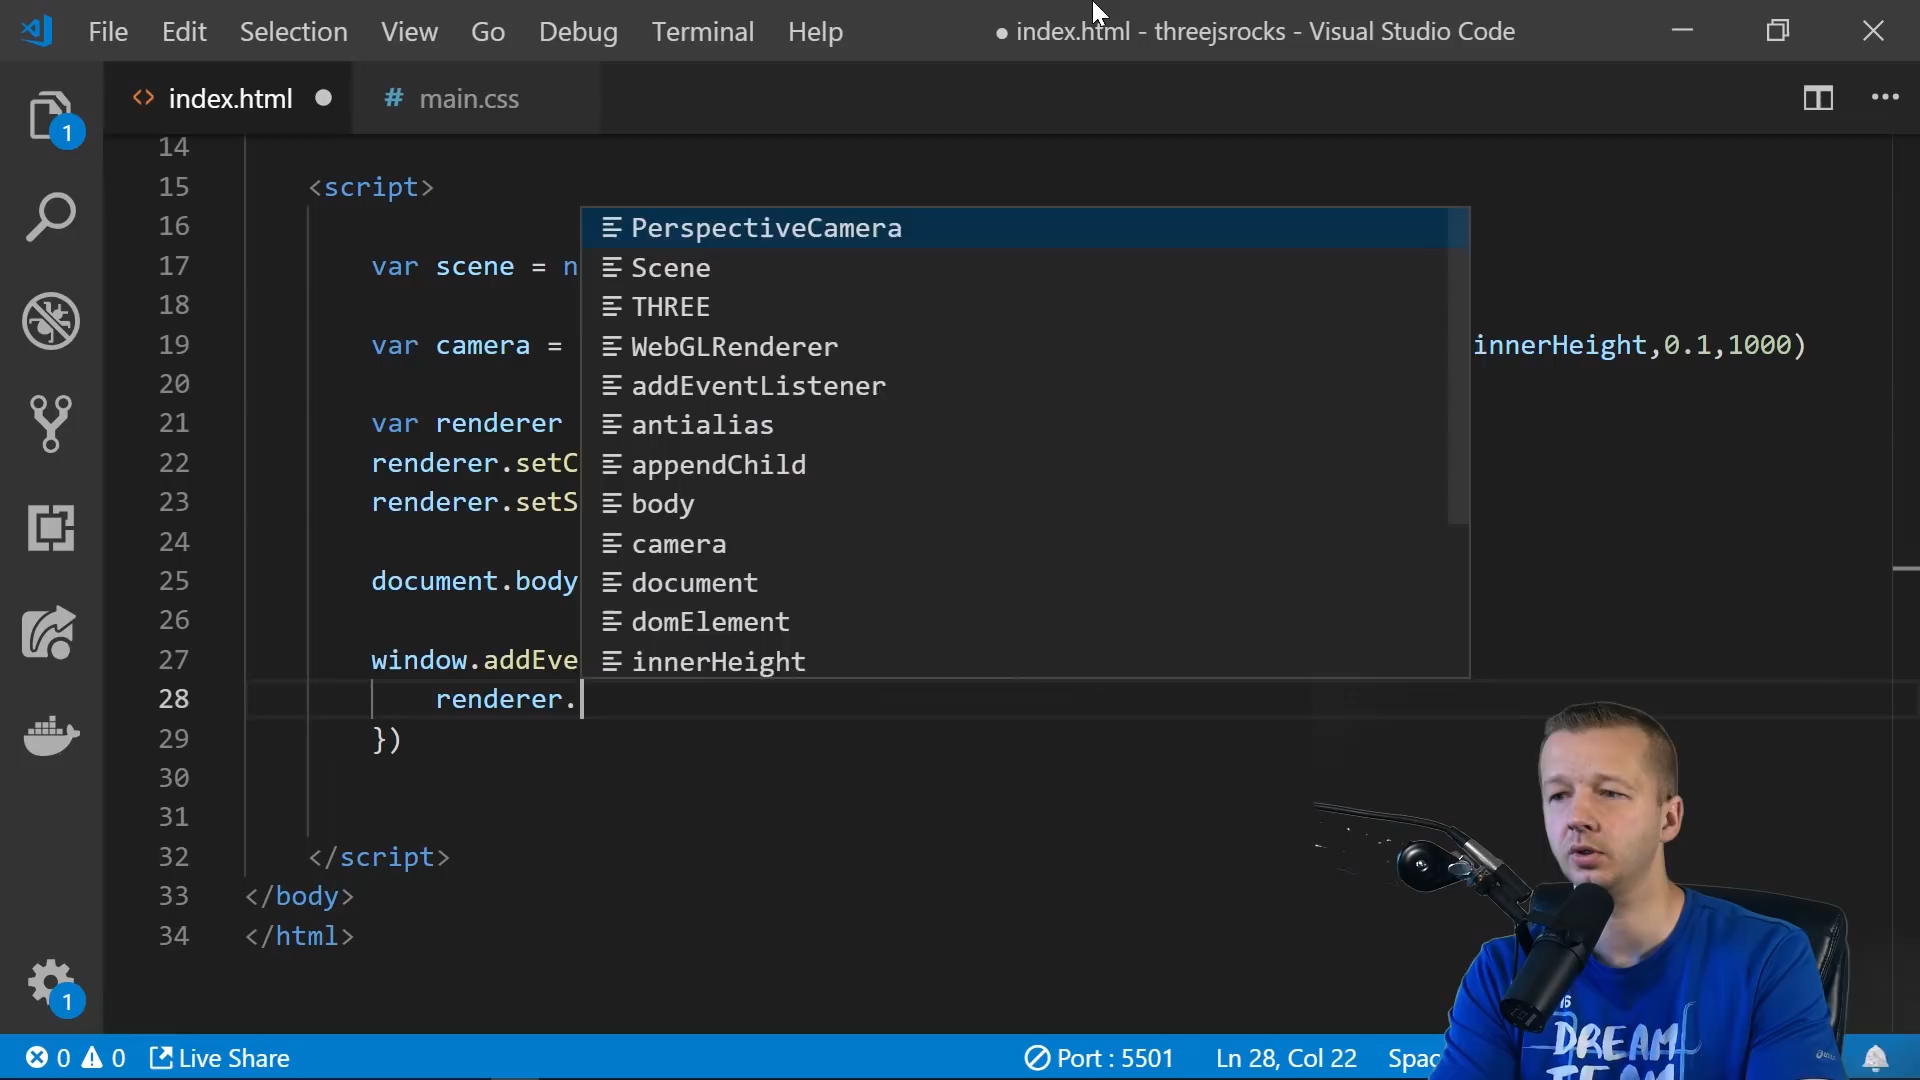 File Edit Selection View Go Debug Terminal Help
● index.html - threejsrocks - Visual Studio Code
<> index.html ●
# main.css
1
14
15 <script>
16
17 var scene = n
18
19 var camera = innerHeight,0.1,1000)
20
21 var renderer
22 renderer.setC
23 renderer.setS
24
25 document.body
26
27 window.addEve
28 renderer.
29 })
30
31
32 </script>
33 </body>
34 </html>
PerspectiveCamera
Scene
THREE
WebGLRenderer
addEventListener
antialias
appendChild
body
camera
document
domElement
innerHeight
1
DREAM
TEAM
0 0 Live Share
Port : 5501 Ln 28, Col 22 Spac